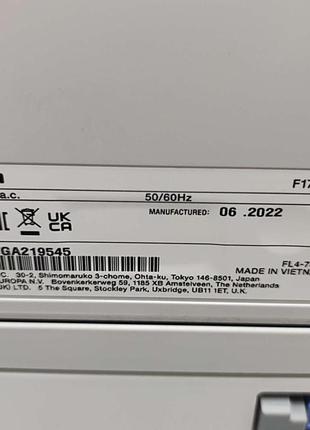 a.c. 50/60Hz F17
MANUFACTURED: 06 .2022
UK
CA
GA219545
FL4-7
C. 30-2, Shimomaruko 3-chome, Ohta-ku, Tokyo 146-8501, Japan MADE IN VIETNA
UROPA N.V. Bovenkerkerweg 59, 1185 XB Amstelveen, The Netherlands
UK) LTD. 5 The Square, Stockley Park, Uxbridge, UB11 1ET, U.K.